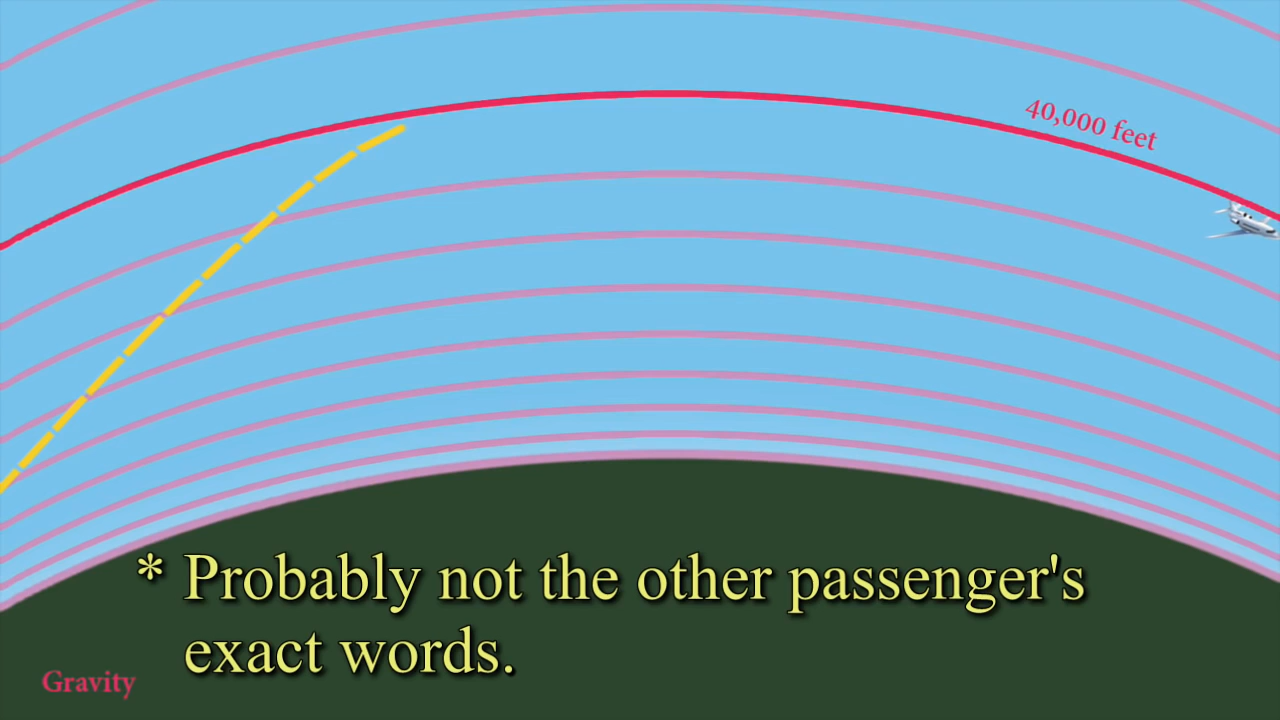 40,000 feet
* Probably not the other passenger's
exact words.
Gravity